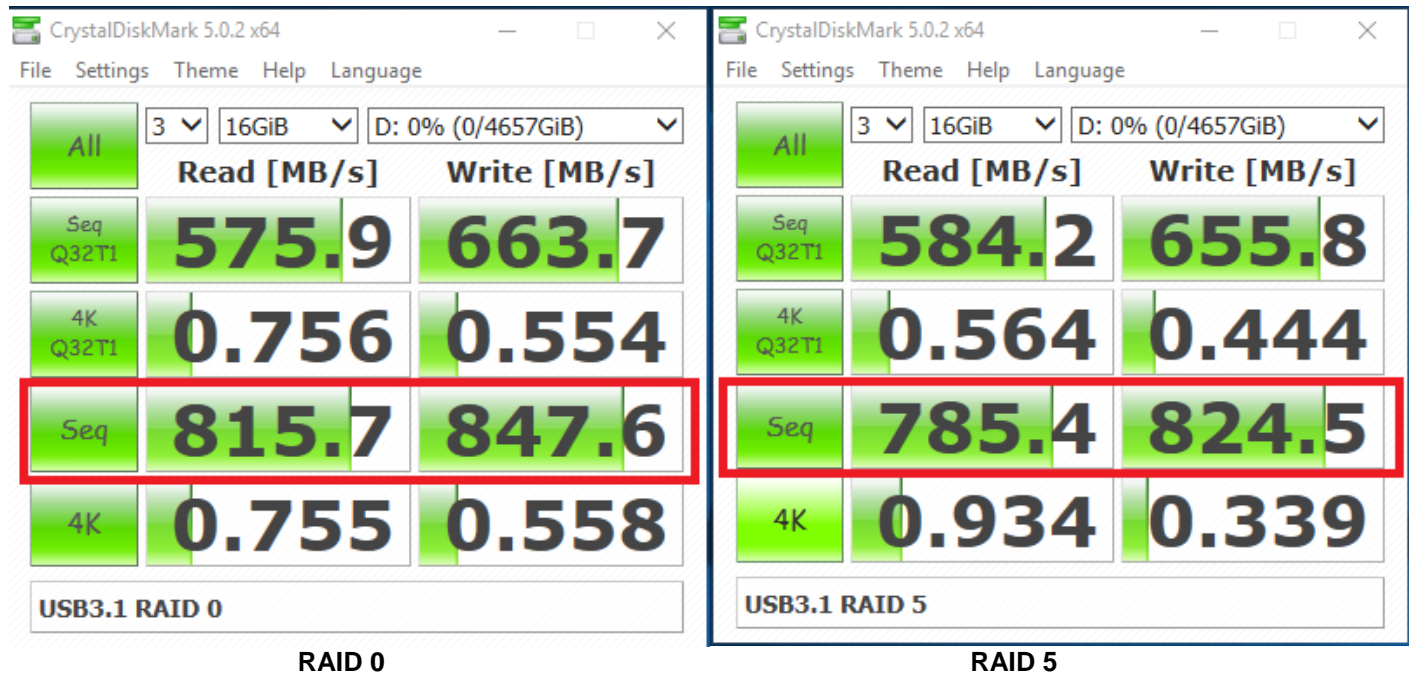 CrystalDiskMark 5.0.2 x64
File Settings Theme Help Language
All 3 16GiB D: 0% (0/4657GiB)
Read [MB/s] Write [MB/s]
Seq
Q32T1
575.9 663.7
4K
Q32T1
0.756 0.554
Seq 815.7 847.6
4K 0.755 0.558
USB3.1 RAID 0
RAID 0
CrystalDiskMark 5.0.2 x64
File Settings Theme Help Language
All 3 16GiB D: 0% (0/4657GiB)
Read [MB/s] Write [MB/s]
Seq
Q32T1
584.2 655.8
4K
Q32T1
0.564 0.444
Seq 785.4 824.5
4K 0.934 0.339
USB3.1 RAID 5
RAID 5